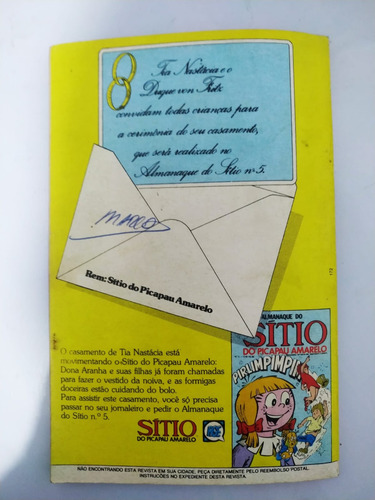 Tia Nastácia e o
Duque von Fritz
convidam todas crianças para
a cerimônia do seu casamento,
que será realizado no
Almanaque do Sítio nº 5.
Rem: Sítio do Picapau Amarelo
O casamento de Tia Nastácia está
movimentando o Sítio do Picapau Amarelo:
Dona Aranha e suas filhas já foram chamadas
para fazer o vestido da noiva, e as formigas
doceiras estão cuidando do bolo.
Para assistir este casamento, você só precisa
passar no seu jornaleiro e pedir o Almanaque
do Sítio n.º 5.
SÍTIO
DO PICAPAU AMARELO
ALMANAQUE DO
SÍTIO
DO PICAPAU AMARELO
PIRLIMPIMPIM
NÃO ENCONTRANDO ESTA REVISTA EM SUA CIDADE, PEÇA DIRETAMENTE PELO REEMBOLSO POSTAL.
INSTRUÇÕES NO EXPEDIENTE DESTA REVISTA.